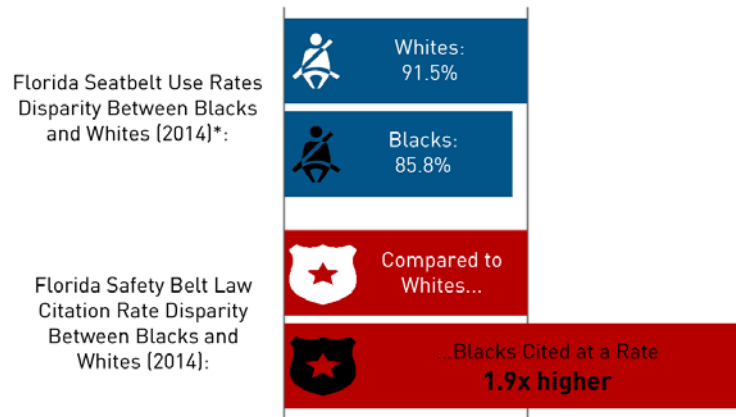 Florida Seatbelt Use Rates
Disparity Between Blacks
and Whites (2014)*:
Whites:
91.5%
Blacks:
85.8%
Florida Safety Belt Law
Citation Rate Disparity
Between Blacks and
Whites (2014):
Compared to
Whites...
...Blacks Cited at a Rate
1.9x higher